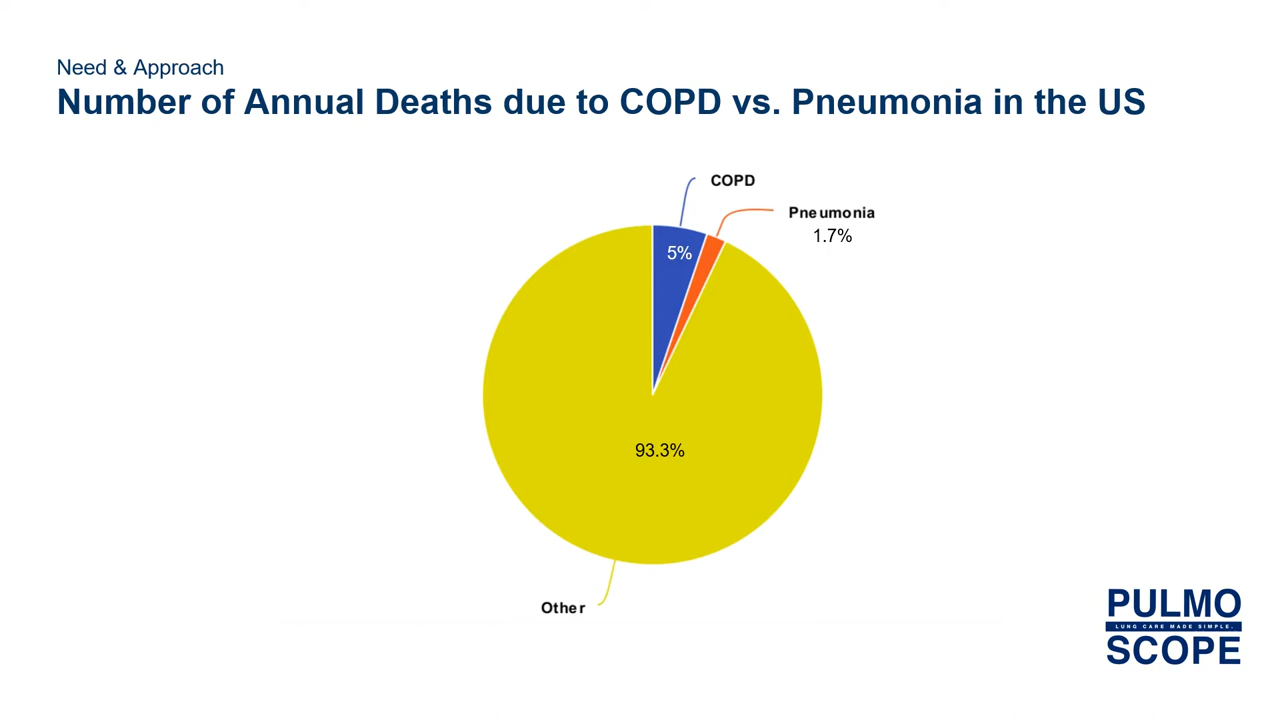 Need & Approach
Number of Annual Deaths due to COPD vs. Pneumonia in the US
COPD
Pneumonia
1.7%
5%
93.3%
Other
PULMO
LUNG CARE MADE SIMPLE.
SCOPE